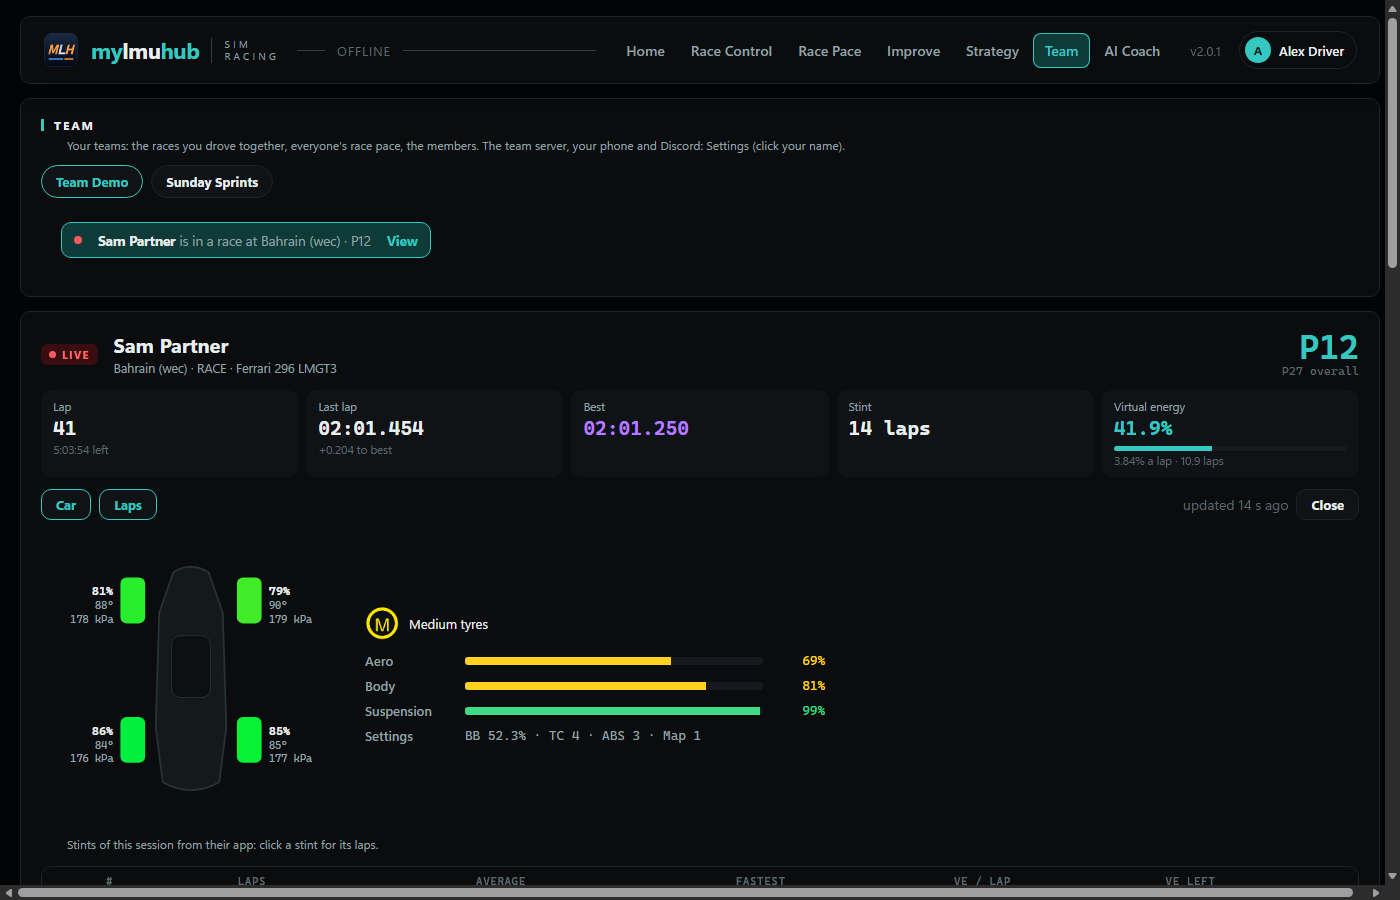 MLH mylmuhub SIM RACING OFFLINE Home Race Control Race Pace Improve Strategy Team AI Coach v2.0.1 A Alex Driver
TEAM
Your teams: the races you drove together, everyone's race pace, the members. The team server, your phone and Discord: Settings (click your name).
Team Demo Sunday Sprints
Sam Partner is in a race at Bahrain (wec) · P12 View
LIVE Sam Partner P12
Bahrain (wec) · RACE · Ferrari 296 LMGT3 P27 overall
Lap Last lap Best Stint Virtual energy
41 02:01.454 02:01.250 14 laps 41.9%
5:03:54 left +0.204 to best 3.84% a lap · 10.9 laps
Car Laps updated 14 s ago Close
81% 79%
88° 90°
178 kPa 179 kPa
M Medium tyres
Aero 69%
Body 81%
Suspension 99%
Settings BB 52.3% · TC 4 · ABS 3 · Map 1
86% 85%
84° 85°
176 kPa 177 kPa
Stints of this session from their app: click a stint for its laps.
# LAPS AVERAGE FASTEST VE / LAP VE LEFT